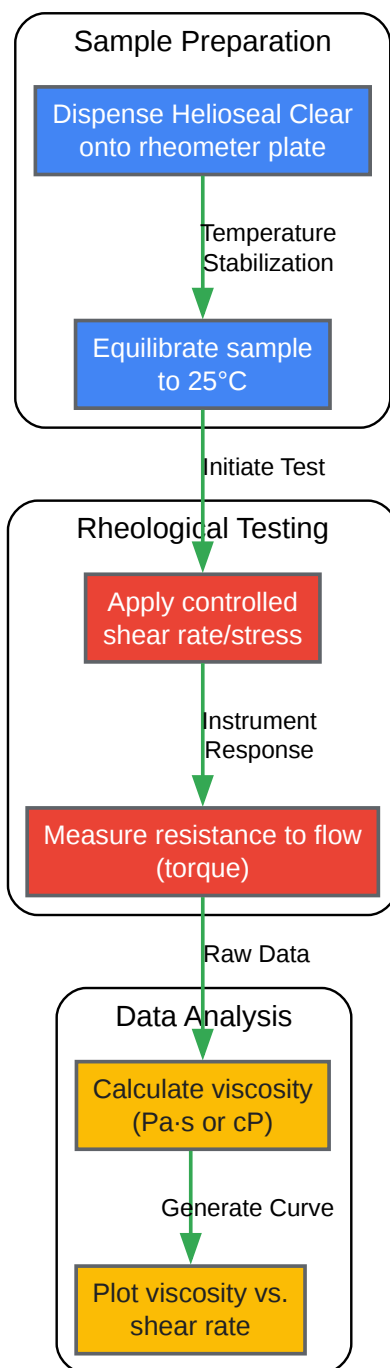 Sample Preparation
Dispense Helioseal Clear
onto rheometer plate
Temperature
Stabilization
Equilibrate sample
to 25°C
Initiate Test
Rheological Testing
Apply controlled
shear rate/stress
Instrument
Response
Measure resistance to flow
(torque)
Raw Data
Data Analysis
Calculate viscosity
(Pa·s or cP)
Generate Curve
Plot viscosity vs.
shear rate